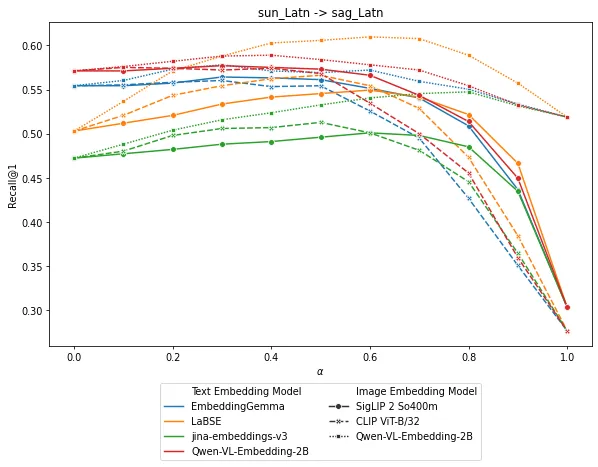 sun_Latn -> sag_Latn
Recall@1
0.60
0.55
0.50
0.45
0.40
0.35
0.30
0.0
0.2
0.4
0.6
0.8
1.0
α
Text Embedding Model
EmbeddingGemma
LaBSE
jina-embeddings-v3
Qwen-VL-Embedding-2B
Image Embedding Model
SigLIP 2 So400m
CLIP ViT-B/32
Qwen-VL-Embedding-2B